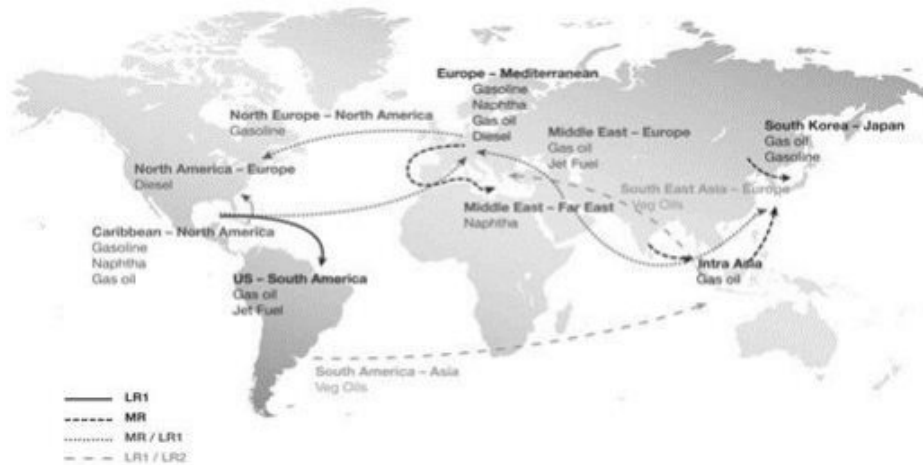 Europe – Mediterranean
Gasoline
Naphtha
Gas oil
Diesel
North Europe – North America
Gasoline
Middle East – Europe
Gas oil
Jet Fuel
South Korea – Japan
Gas oil
Gasoline
North America – Europe
Diesel
South East Asia – Europe
Veg Oils
Middle East – Far East
Naphtha
Caribbean – North America
Gasoline
Naphtha
Gas oil
Intra Asia
Gas oil
US – South America
Gas oil
Jet Fuel
South America – Asia
Veg Oils
LR1
MR
MR / LR1
LR1 / LR2